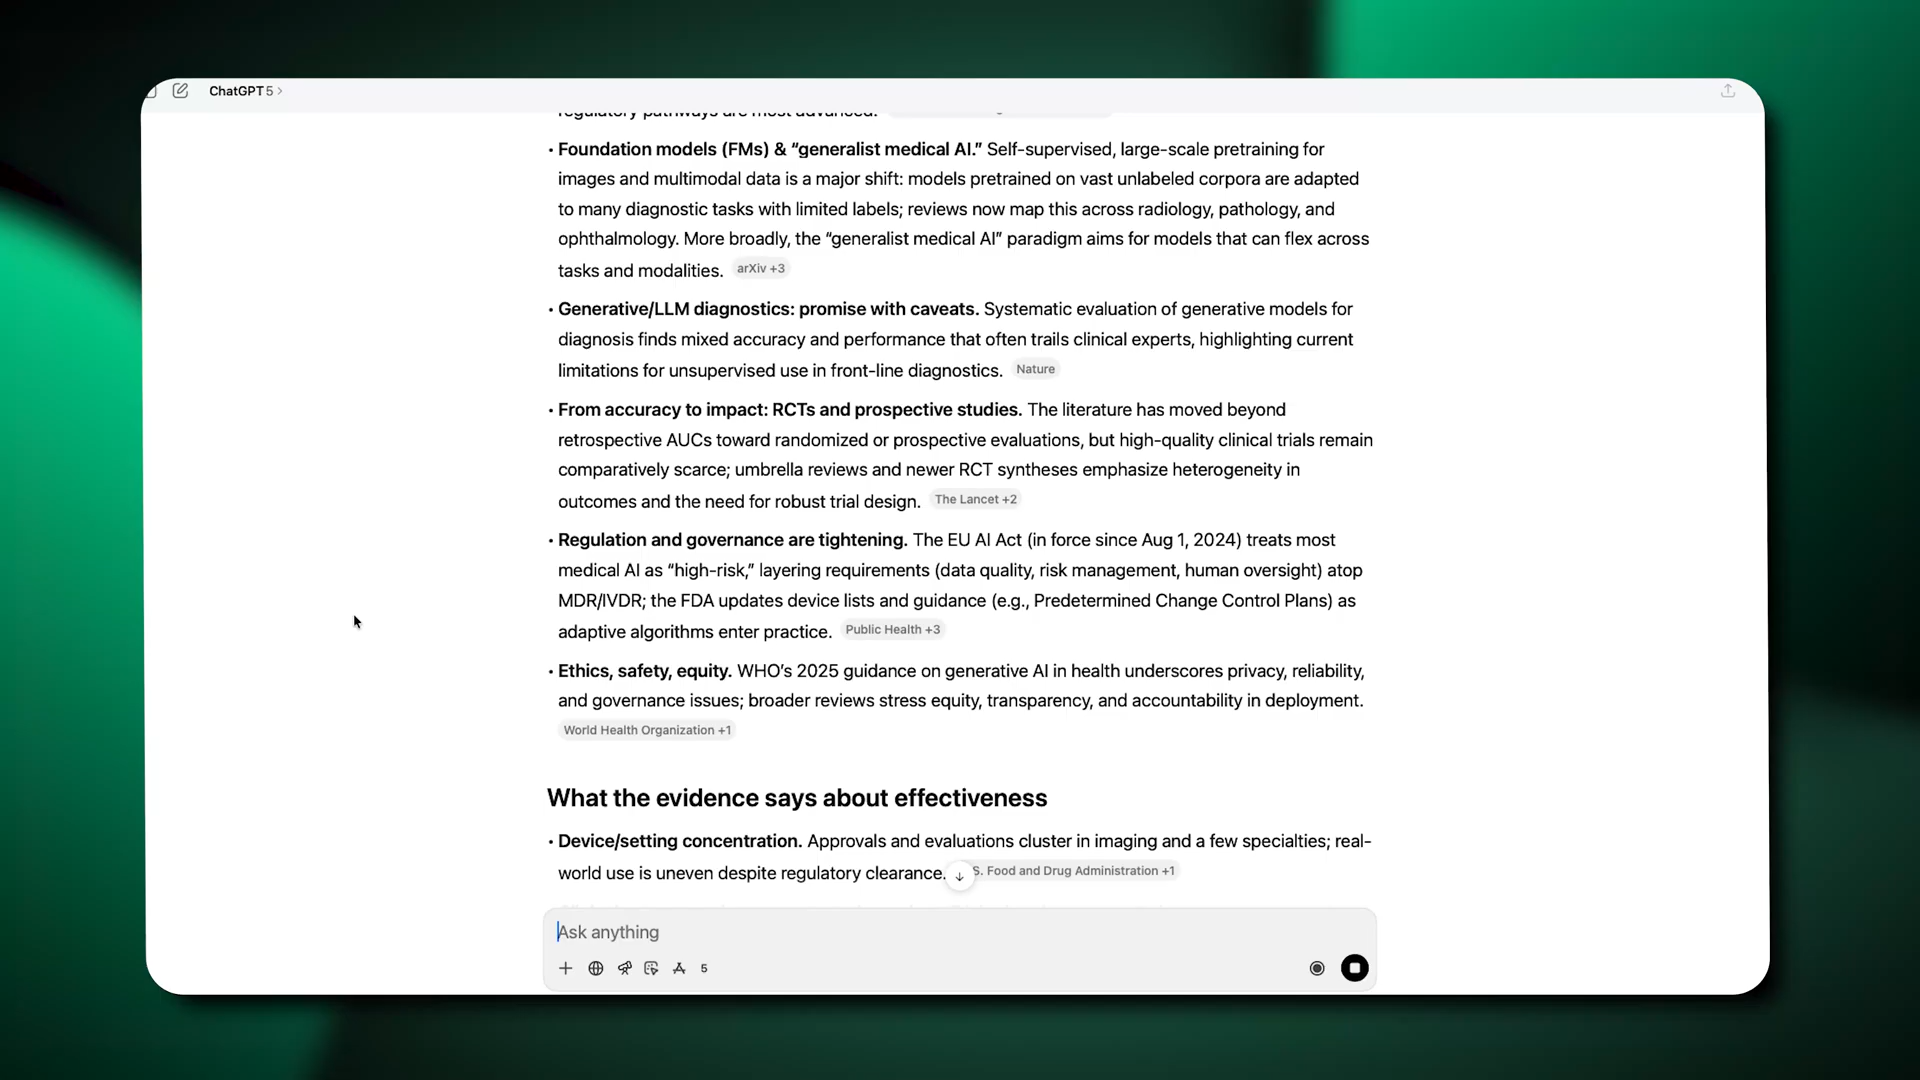 ChatGPT 5 >
regulatory pathways are most advanced.
• Foundation models (FMs) & “generalist medical AI.” Self-supervised, large-scale pretraining for
images and multimodal data is a major shift: models pretrained on vast unlabeled corpora are adapted
to many diagnostic tasks with limited labels; reviews now map this across radiology, pathology, and
ophthalmology. More broadly, the “generalist medical AI” paradigm aims for models that can flex across
tasks and modalities. arXiv +3
• Generative/LLM diagnostics: promise with caveats. Systematic evaluation of generative models for
diagnosis finds mixed accuracy and performance that often trails clinical experts, highlighting current
limitations for unsupervised use in front-line diagnostics. Nature
• From accuracy to impact: RCTs and prospective studies. The literature has moved beyond
retrospective AUCs toward randomized or prospective evaluations, but high-quality clinical trials remain
comparatively scarce; umbrella reviews and newer RCT syntheses emphasize heterogeneity in
outcomes and the need for robust trial design. The Lancet +2
• Regulation and governance are tightening. The EU AI Act (in force since Aug 1, 2024) treats most
medical AI as “high-risk,” layering requirements (data quality, risk management, human oversight) atop
MDR/IVDR; the FDA updates device lists and guidance (e.g., Predetermined Change Control Plans) as
adaptive algorithms enter practice. Public Health +3
• Ethics, safety, equity. WHO’s 2025 guidance on generative AI in health underscores privacy, reliability,
and governance issues; broader reviews stress equity, transparency, and accountability in deployment.
World Health Organization +1
What the evidence says about effectiveness
• Device/setting concentration. Approvals and evaluations cluster in imaging and a few specialties; real-
world use is uneven despite regulatory clearance. S. Food and Drug Administration +1
Ask anything
5